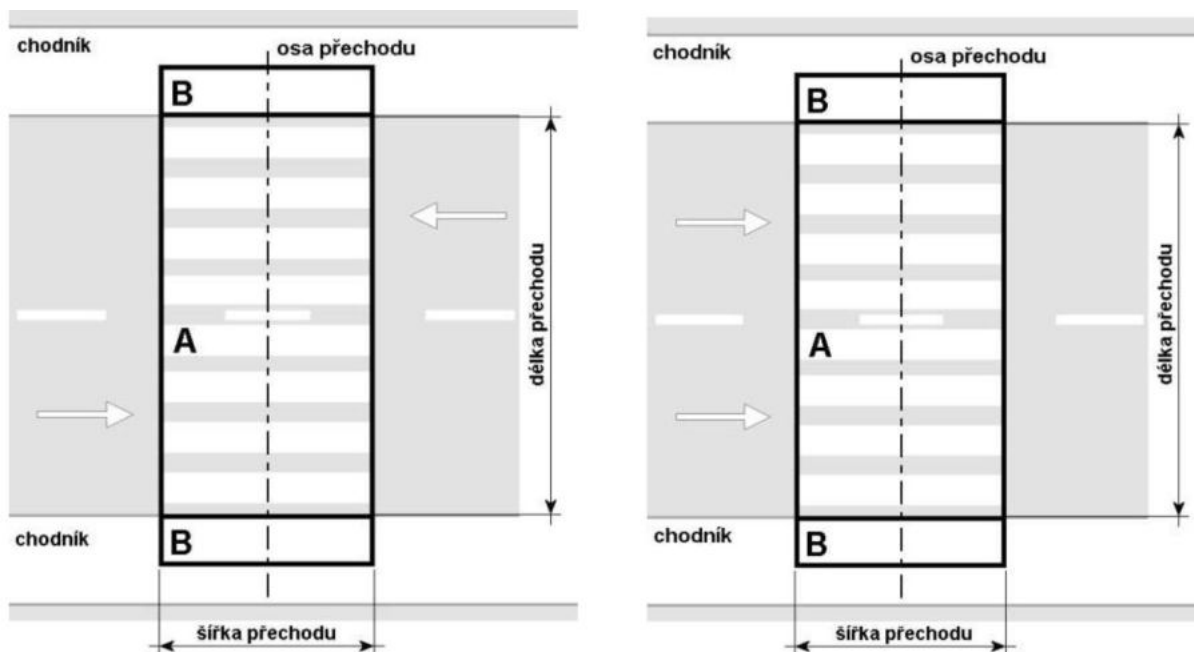 chodník
osa přechodu
B
A
délka přechodu
chodník
B
šířka přechodu
chodník
osa přechodu
B
A
délka přechodu
chodník
B
šířka přechodu